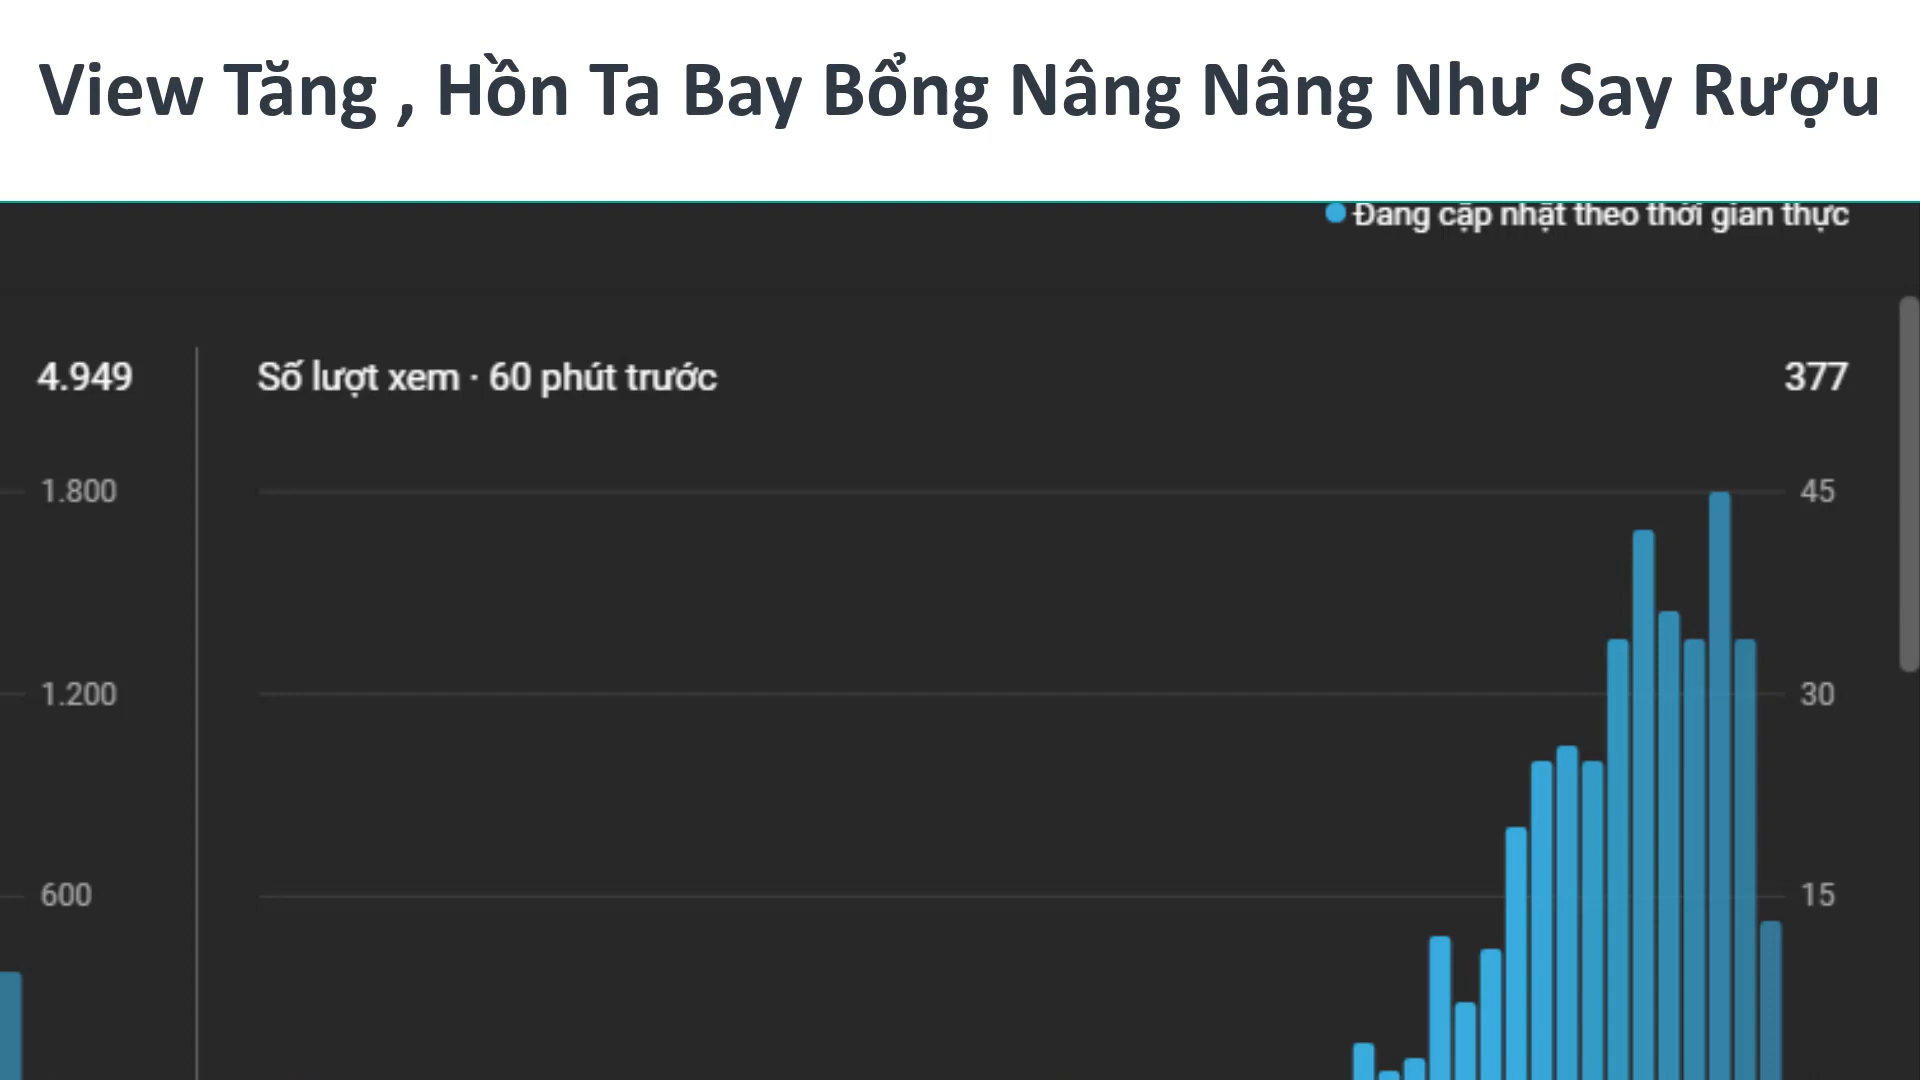 View Tăng , Hồn Ta Bay Bổng Nâng Nâng Như Say Rượu
Đang cập nhật theo thời gian thực
4.949
Số lượt xem · 60 phút trước
377
1.800
45
1.200
30
600
15